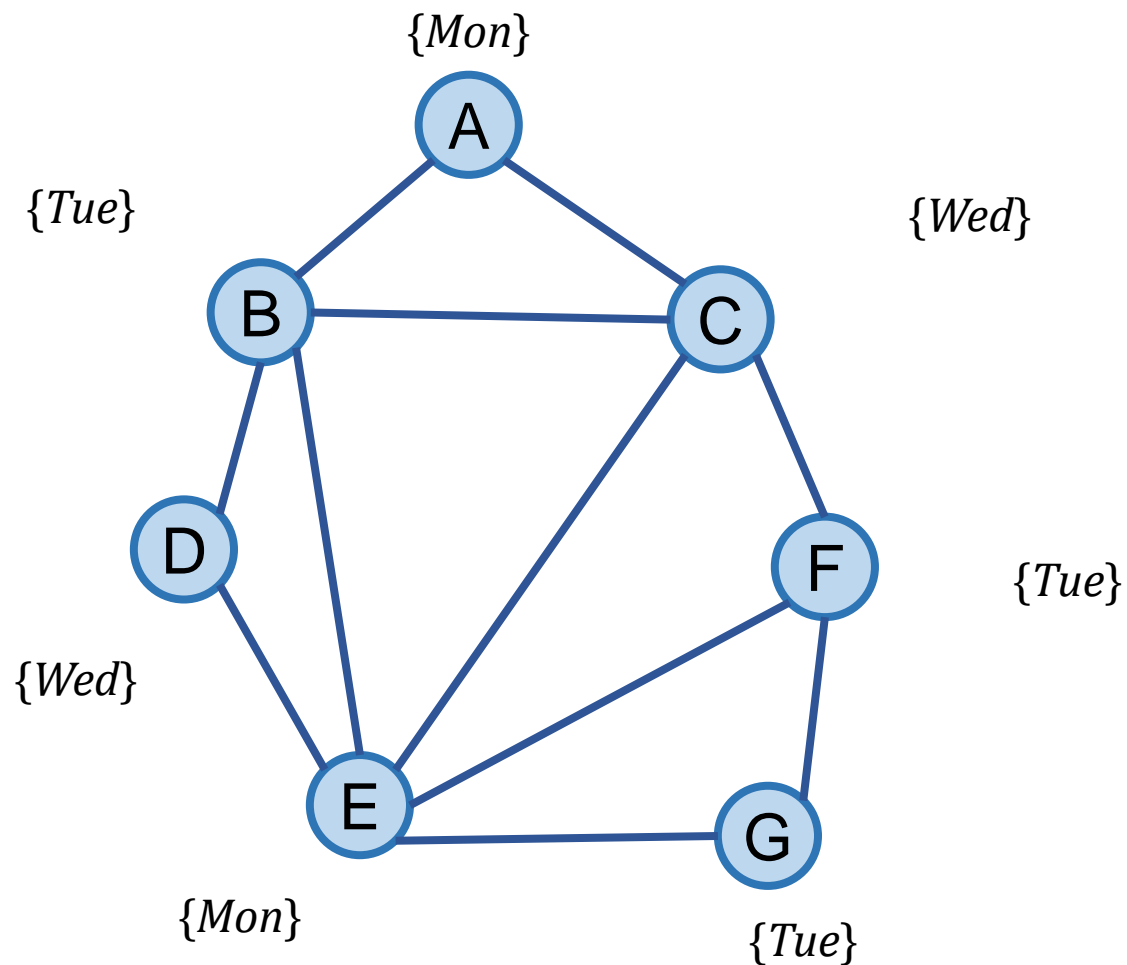 {Mon}
A
{Tue}
{Wed}
B
C
D
F
{Tue}
{Wed}
E
G
{Mon}
{Tue}